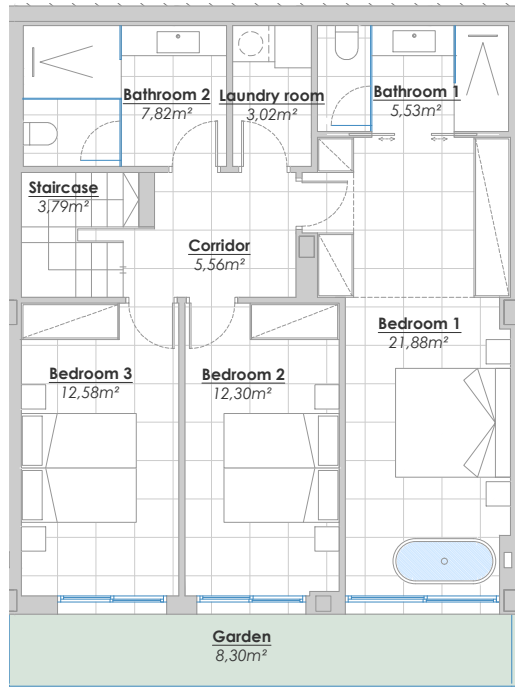 Bathroom 2
7,82m²
Laundry room
3,02m²
Bathroom 1
5,53m²
Staircase
3,79m²
Corridor
5,56m²
Bedroom 1
21,88m²
Bedroom 3
12,58m²
Bedroom 2
12,30m²
Garden
8,30m²